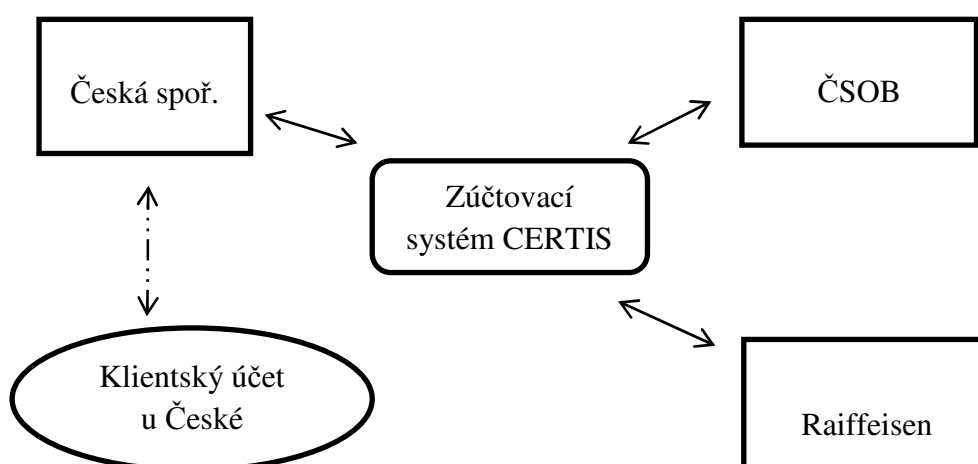 Česká spoř.
ČSOB
Zúčtovací
systém CERTIS
Klientský účet
u České
Raiffeisen